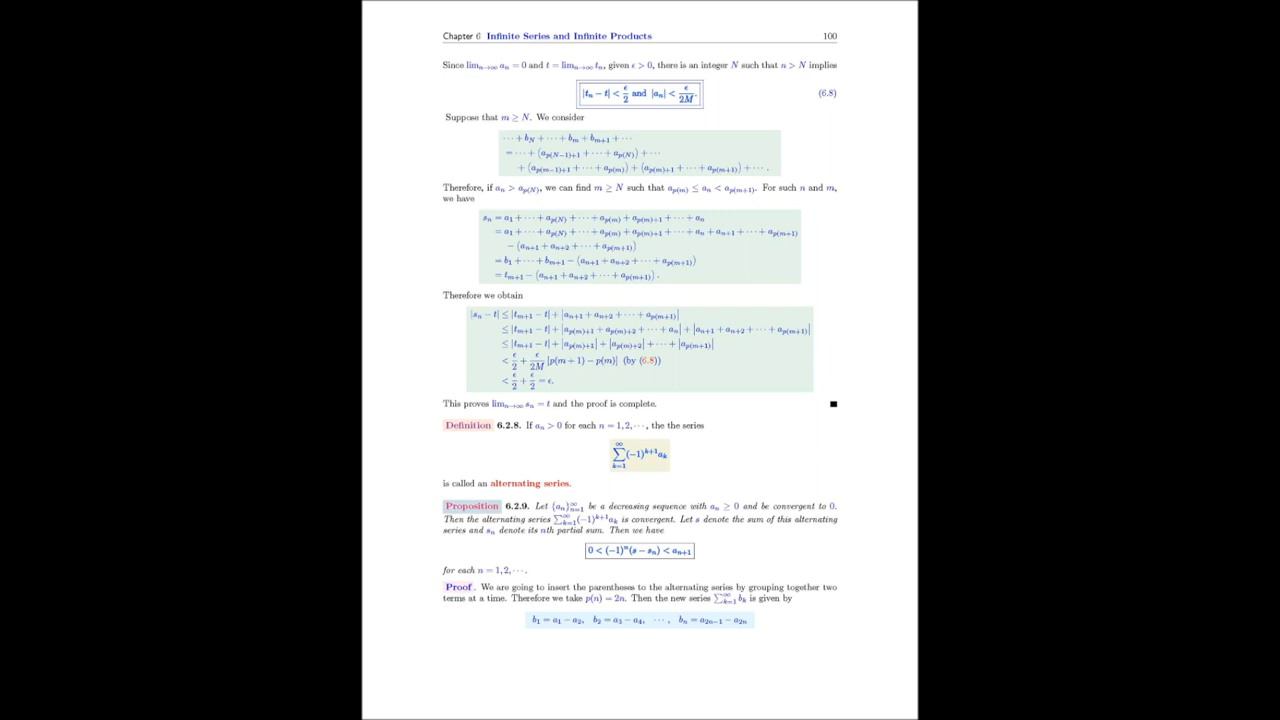 Chapter 6 Infinite Series and Infinite Products 100
Since lim_{n→∞} a_n = 0 and t = lim_{n→∞} t_n, given ϵ > 0, there is an integer N such that n > N implies
|t_n − t| < ϵ/2 and |a_n| < ϵ/2M. (6.8)
Suppose that m ≥ N. We consider
··· + b_N + ··· + b_m + b_{m+1} + ···
= ··· + (a_{p(N−1)+1} + ··· + a_{p(N)}) + ···
+ (a_{p(m−1)+1} + ··· + a_{p(m)}) + (a_{p(m)+1} + ··· + a_{p(m+1)}) + ··· .
Therefore, if a_n > a_{p(N)}, we can find m ≥ N such that a_{p(m)} ≤ a_n < a_{p(m+1)}. For such n and m,
we have
s_n = a_1 + ··· + a_{p(N)} + ··· + a_{p(m)} + a_{p(m)+1} + ··· + a_n
= a_1 + ··· + a_{p(N)} + ··· + a_{p(m)} + a_{p(m)+1} + ··· + a_n + a_{n+1} + ··· + a_{p(m+1)}
− (a_{n+1} + a_{n+2} + ··· + a_{p(m+1)})
= b_1 + ··· + b_{m+1} − (a_{n+1} + a_{n+2} + ··· + a_{p(m+1)})
= t_{m+1} − (a_{n+1} + a_{n+2} + ··· + a_{p(m+1)}) .
Therefore we obtain
|s_n − t| ≤ |t_{m+1} − t| + |a_{n+1} + a_{n+2} + ··· + a_{p(m+1)}|
≤ |t_{m+1} − t| + |a_{p(m)+1} + a_{p(m)+2} + ··· + a_n| + |a_{n+1} + a_{n+2} + ··· + a_{p(m+1)}|
≤ |t_{m+1} − t| + |a_{p(m)+1}| + |a_{p(m)+2}| + ··· + |a_{p(m+1)}|
< ϵ/2 + ϵ/2M [p(m + 1) − p(m)] (by (6.8))
< ϵ/2 + ϵ/2 = ϵ.
This proves lim_{n→∞} s_n = t and the proof is complete. ■
Definition 6.2.8. If a_n > 0 for each n = 1, 2, ··· , the the series
∑_{k=1}^{∞} (−1)^{k+1} a_k
is called an alternating series.
Proposition 6.2.9. Let {a_n}_{n=1}^{∞} be a decreasing sequence with a_n ≥ 0 and be convergent to 0.
Then the alternating series ∑_{k=1}^{∞} (−1)^{k+1} a_k is convergent. Let s denote the sum of this alternating
series and s_n denote its nth partial sum. Then we have
0 < (−1)^n (s − s_n) < a_{n+1}
for each n = 1, 2, ··· .
Proof . We are going to insert the parentheses to the alternating series by grouping together two
terms at a time. Therefore we take p(n) = 2n. Then the new series ∑_{k=1}^{∞} b_k is given by
b_1 = a_1 − a_2, b_2 = a_3 − a_4, ··· , b_n = a_{2n−1} − a_{2n}